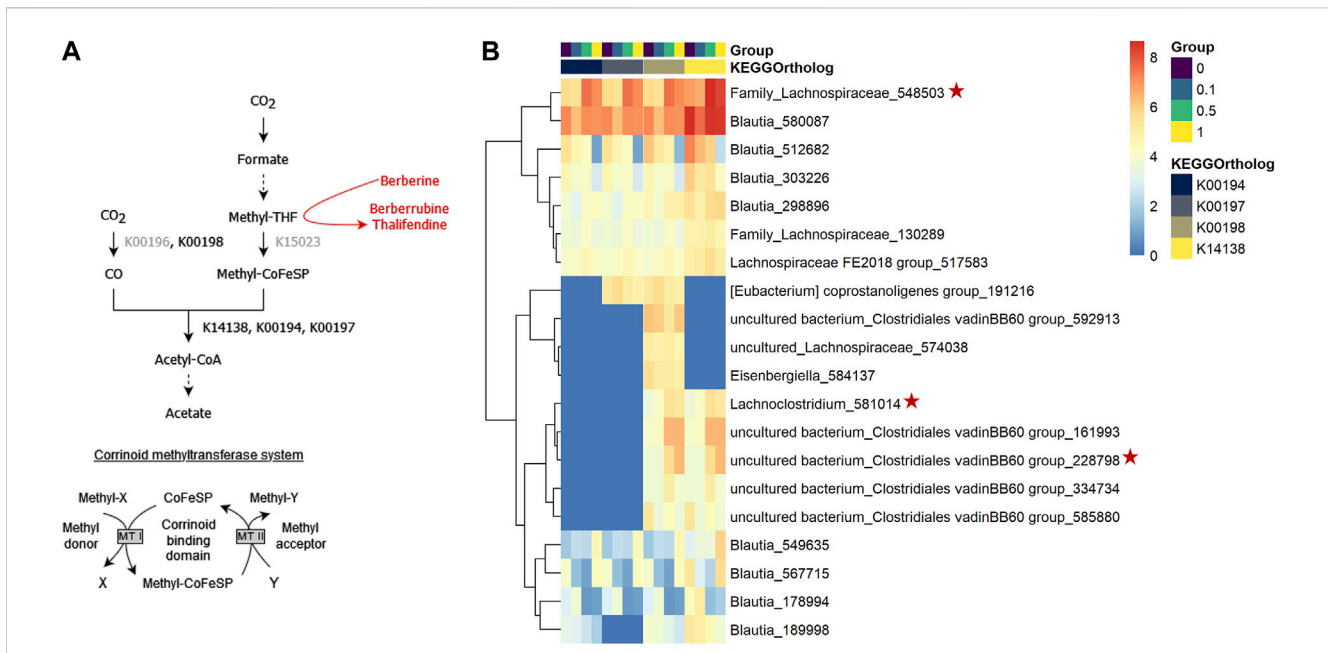 A
CO2
Formate
Berberine
Methyl-THF
Berberrubine
Thalifendine
CO2
K00196, K00198
K15023
CO
Methyl-CoFeSP
K14138, K00194, K00197
Acetyl-CoA
Acetate
Corrinoid methyltransferase system
Methyl-X
CoFeSP
Methyl-Y
Methyl
donor
MT I
Corrinoid
binding
domain
MT II
Methyl
acceptor
X
Methyl-CoFeSP
Y
B
Group
KEGGOrtholog
Family_Lachnospiraceae_548503
Blautia_580087
Blautia_512682
Blautia_303226
Blautia_298896
Family_Lachnospiraceae_130289
Lachnospiraceae FE2018 group_517583
[Eubacterium] coprostanoligenes group_191216
uncultured bacterium_Clostridiales vadinBB60 group_592913
uncultured_Lachnospiraceae_574038
Eisenbergiella_584137
Lachnoclostridium_581014
uncultured bacterium_Clostridiales vadinBB60 group_161993
uncultured bacterium_Clostridiales vadinBB60 group_228798
uncultured bacterium_Clostridiales vadinBB60 group_334734
uncultured bacterium_Clostridiales vadinBB60 group_585880
Blautia_549635
Blautia_567715
Blautia_178994
Blautia_189998
8
6
4
2
0
Group
0
0.1
0.5
1
KEGGOrtholog
K00194
K00197
K00198
K14138